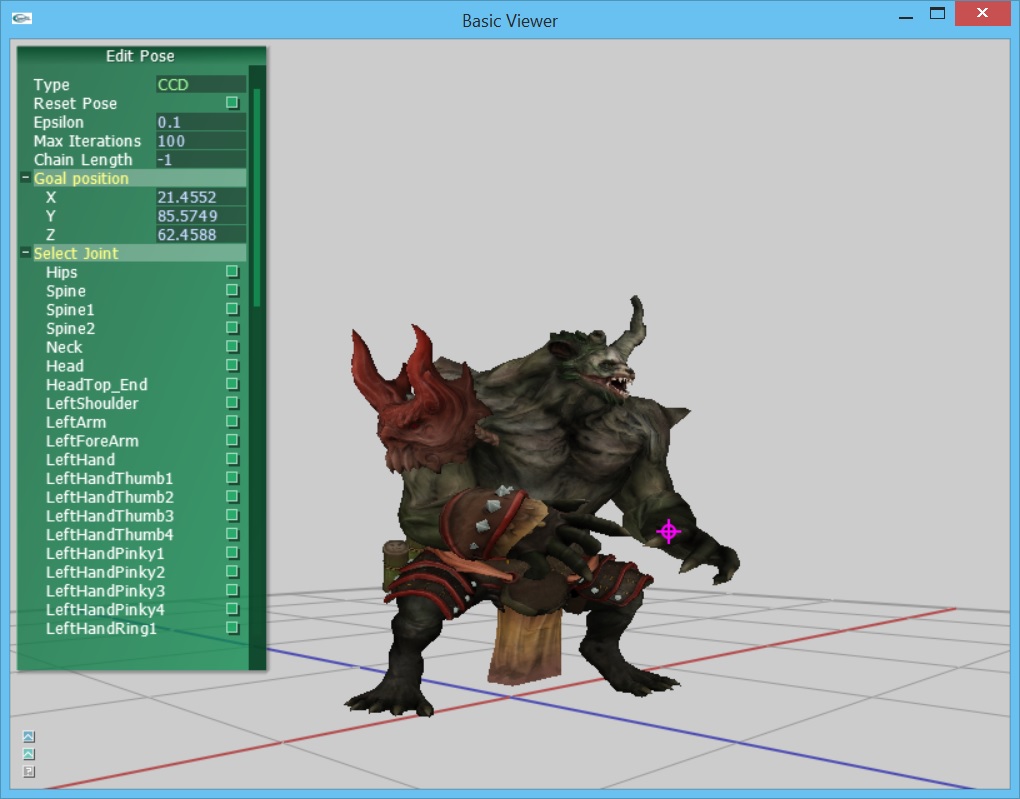 Basic Viewer
Edit Pose
Type CCD
Reset Pose
Epsilon 0.1
Max Iterations 100
Chain Length -1
Goal position
X 21.4552
Y 85.5749
Z 62.4588
Select Joint
Hips
Spine
Spine1
Spine2
Neck
Head
HeadTop_End
LeftShoulder
LeftArm
LeftForeArm
LeftHand
LeftHandThumb1
LeftHandThumb2
LeftHandThumb3
LeftHandThumb4
LeftHandPinky1
LeftHandPinky2
LeftHandPinky3
LeftHandPinky4
LeftHandRing1
?